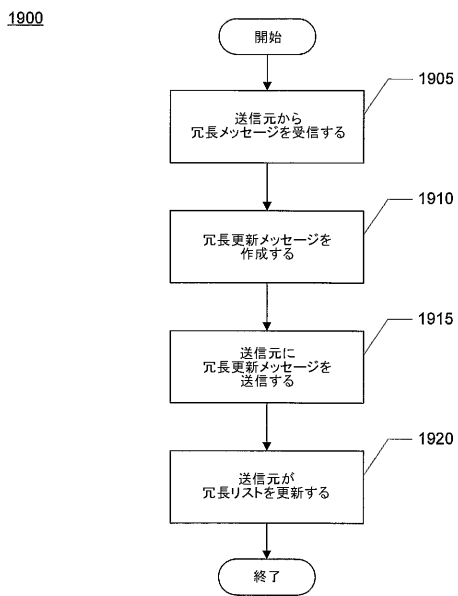 1900
開始
送信元から
冗長メッセージを受信する
1905
冗長更新メッセージを
作成する
1910
送信元に
冗長更新メッセージを
送信する
1915
送信元が
冗長リストを更新する
1920
終了